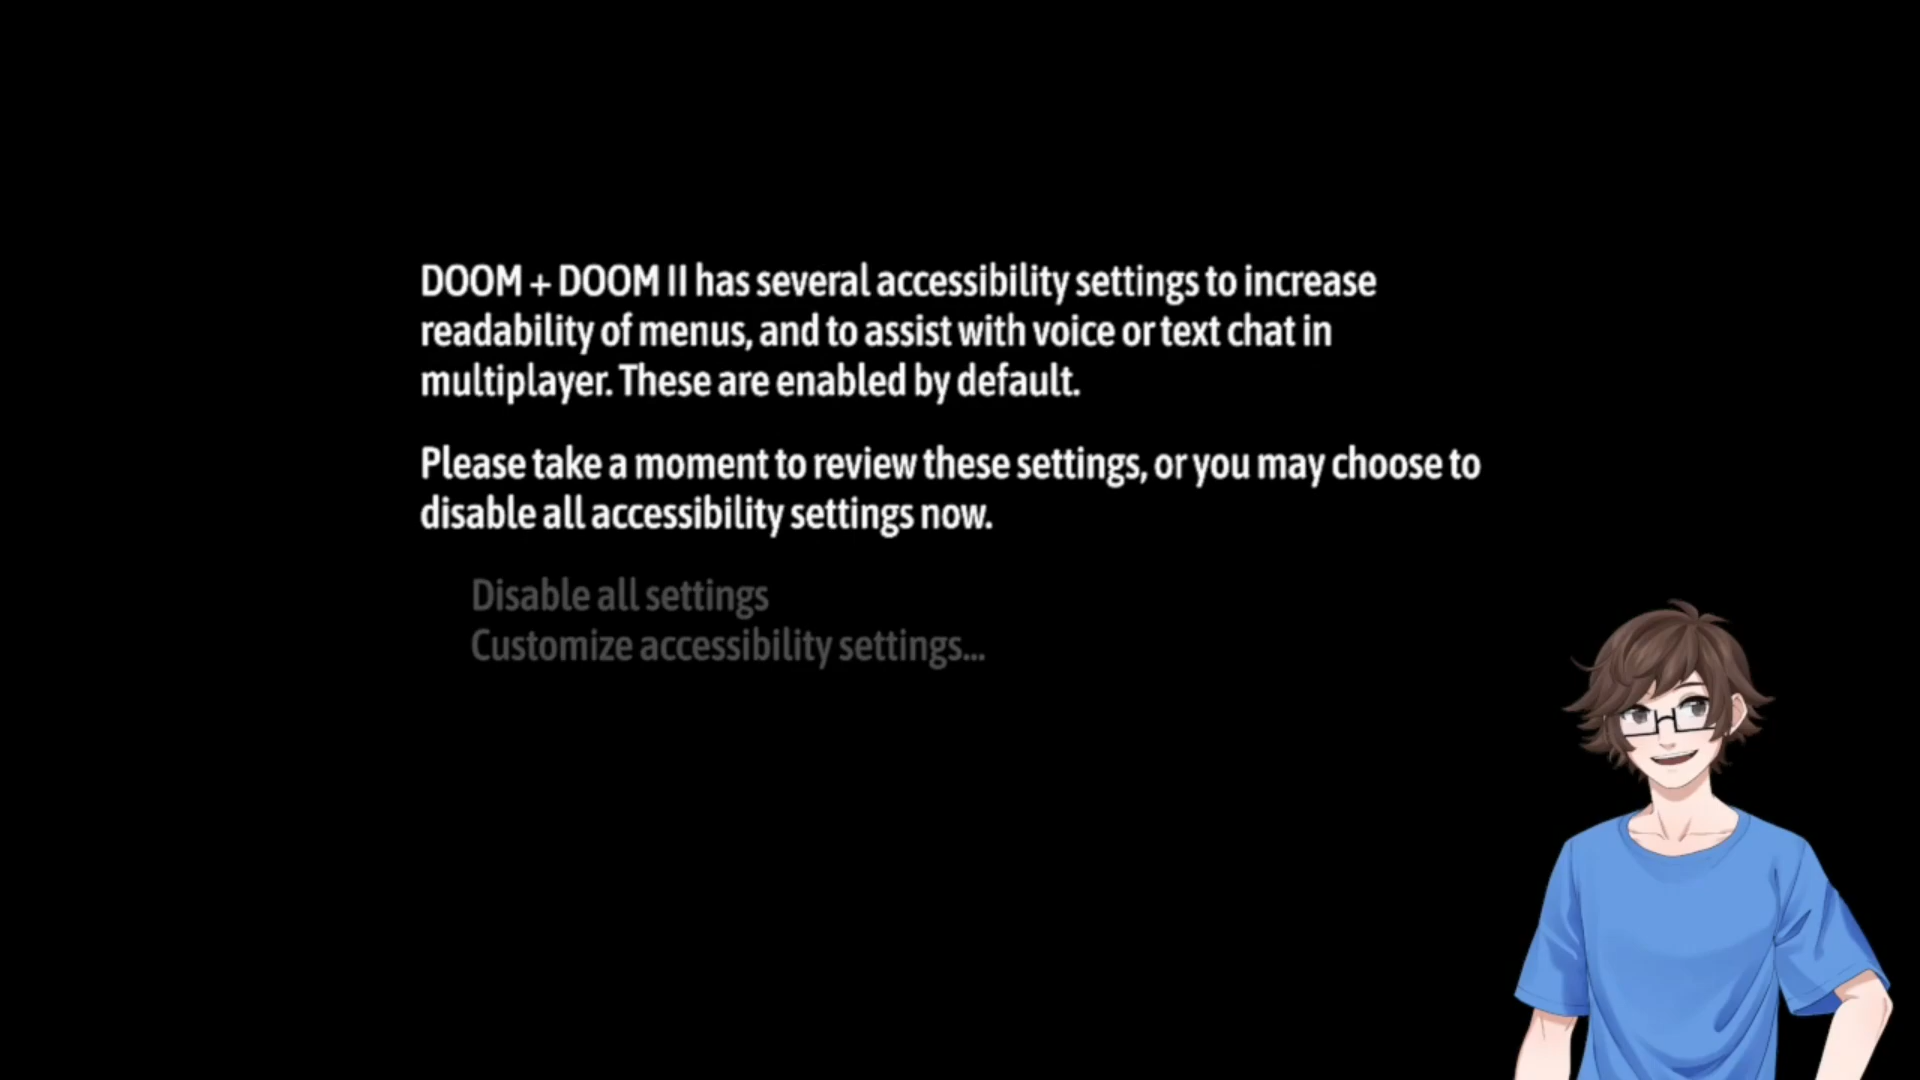 DOOM + DOOM II has several accessibility settings to increase
readability of menus, and to assist with voice or text chat in
multiplayer. These are enabled by default.
Please take a moment to review these settings, or you may choose to
disable all accessibility settings now.
Disable all settings
Customize accessibility settings...